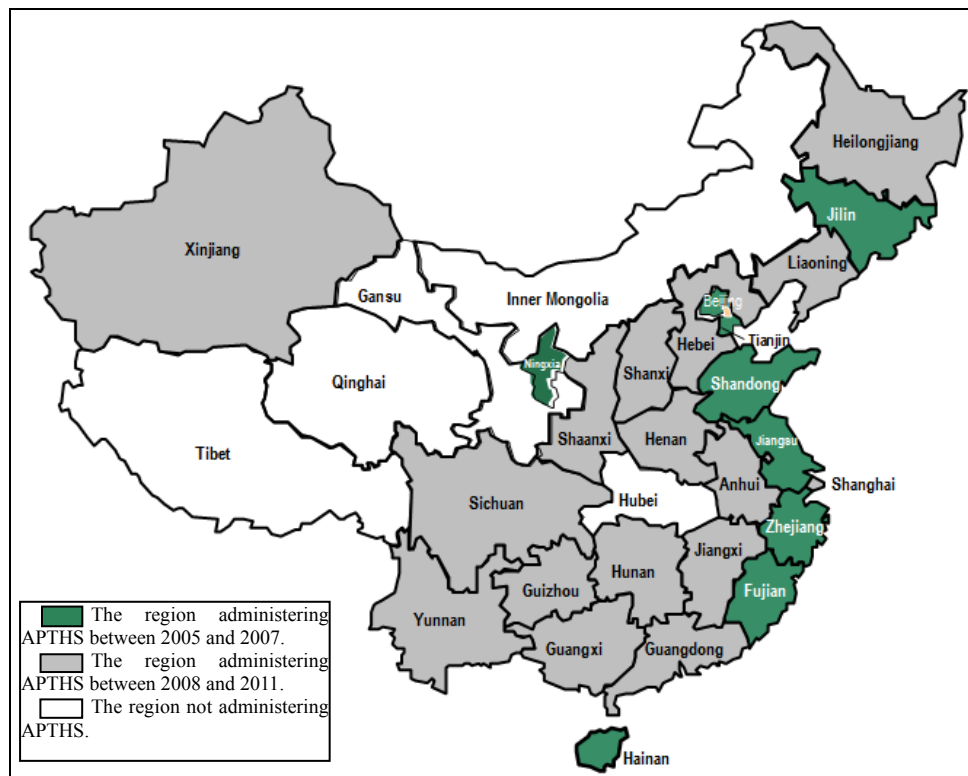 Heilongjiang
Jilin
Xinjiang
Liaoning
Gansu
Inner Mongolia
Beijing
Tianjin
Hebei
Ningxia
Shanxi
Qinghai
Shandong
Shaanxi
Henan
Jiangsu
Tibet
Anhui
Shanghai
Sichuan
Hubei
Zhejiang
Jiangxi
Hunan
Guizhou
Fujian
Yunnan
Guangxi
Guangdong
Hainan
The region administering
APTHS between 2005 and 2007.
The region administering
APTHS between 2008 and 2011.
The region not administering
APTHS.